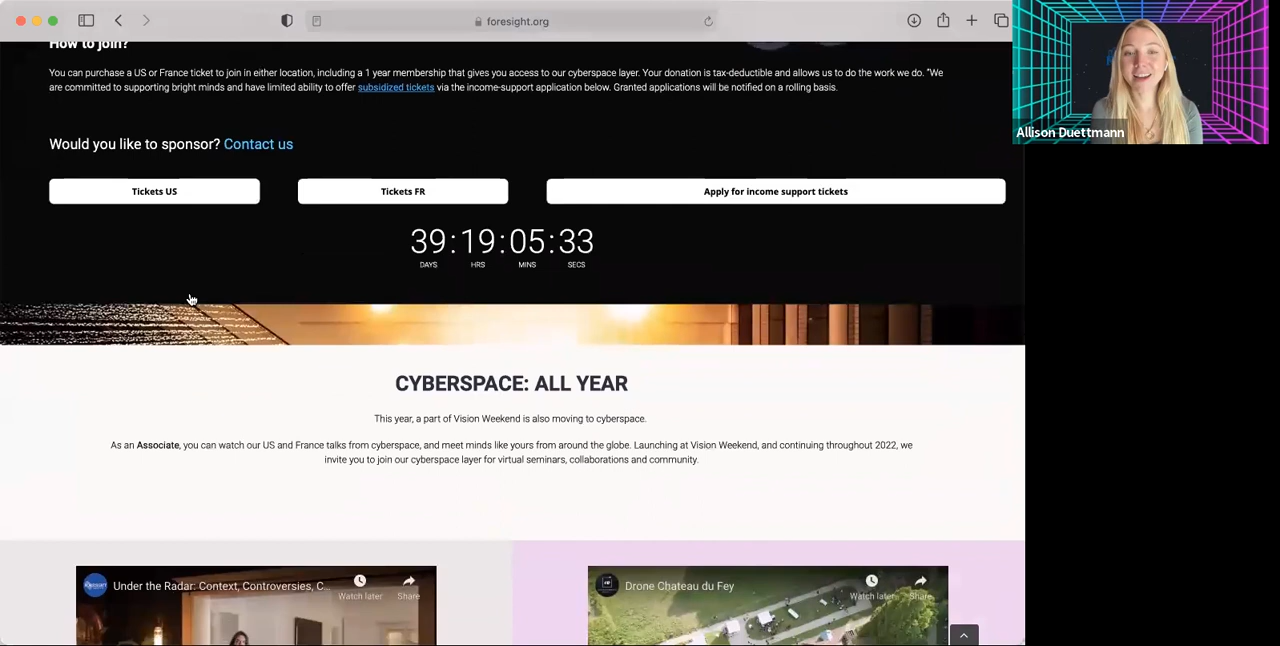 foresight.org
How to join?
You can purchase a US or France ticket to join in either location, including a 1 year membership that gives you access to our cyberspace layer. Your donation is tax-deductible and allows us to do the work we do. "We
are committed to supporting bright minds and have limited ability to offer subsidized tickets via the income-support application below. Granted applications will be notified on a rolling basis.
Would you like to sponsor? Contact us
Tickets US
Tickets FR
Apply for income support tickets
39:19:05:33
DAYS HRS MINS SECS
CYBERSPACE: ALL YEAR
This year, a part of Vision Weekend is also moving to cyberspace.
As an Associate, you can watch our US and France talks from cyberspace, and meet minds like yours from around the globe. Launching at Vision Weekend, and continuing throughout 2022, we
invite you to join our cyberspace layer for virtual seminars, collaborations and community.
Under the Radar: Context, Controversies, C...
Watch later
Share
Drone Chateau du Fey
Watch later
Share
Allison Duettmann